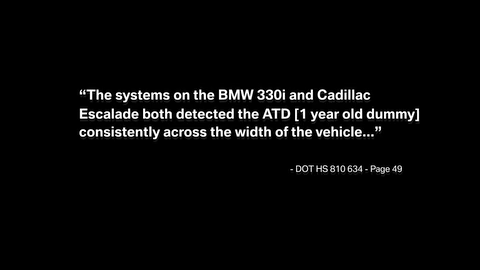 “The systems on the BMW 330i and Cadillac
Escalade both detected the ATD [1 year old dummy]
consistently across the width of the vehicle...”
- DOT HS 810 634 - Page 49